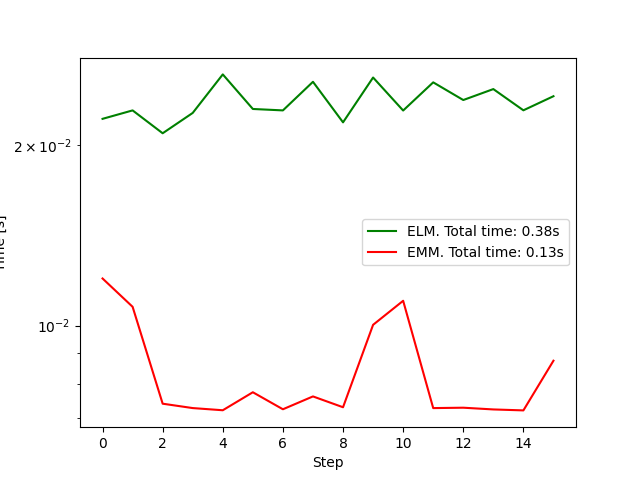 2 × 10⁻²
10⁻²
Time [s]
ELM. Total time: 0.38s
EMM. Total time: 0.13s
0 2 4 6 8 10 12 14
Step